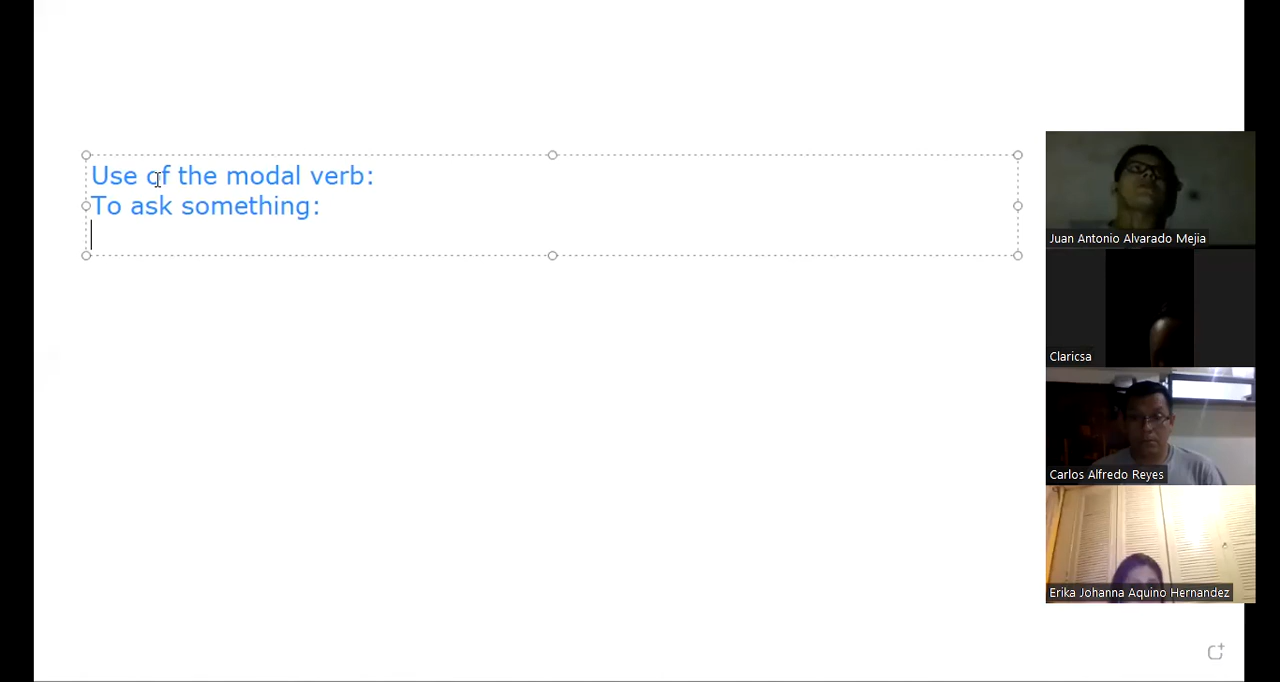 Use of the modal verb:
To ask something:
Juan Antonio Alvarado Mejia
Claricsa
Carlos Alfredo Reyes
Erika Johanna Aquino Hernandez